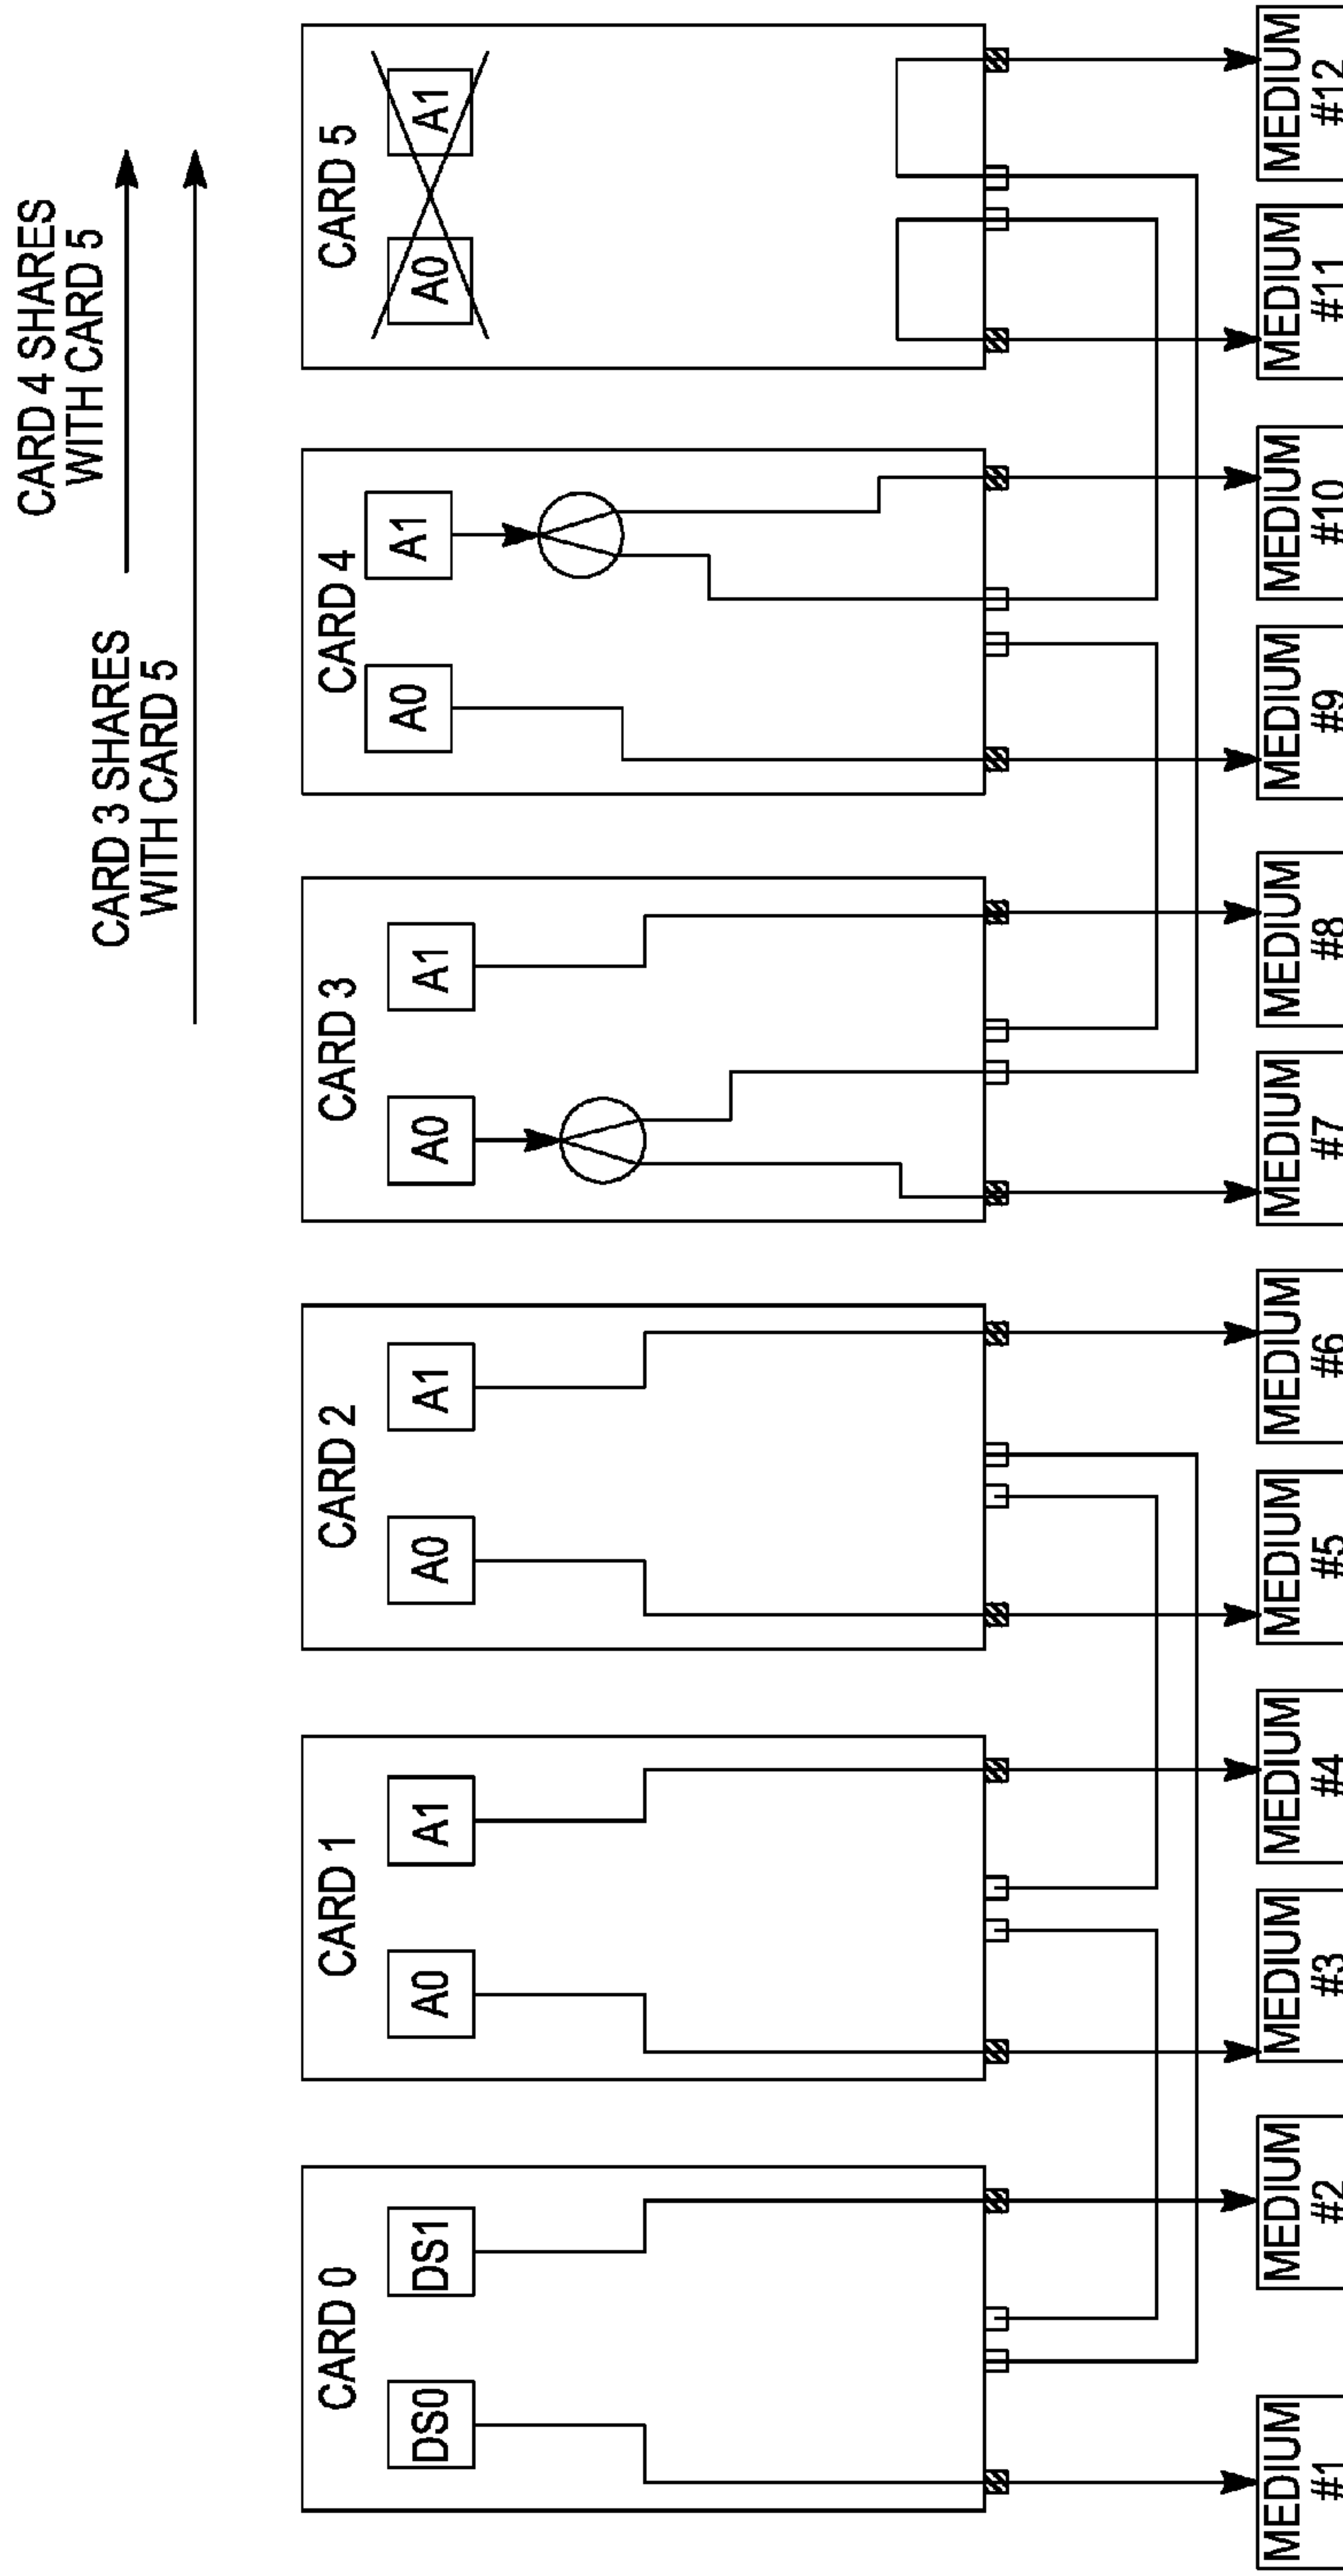 CARD 4 SHARES
WITH CARD 5
CARD 3 SHARES
WITH CARD 5
CARD 0
DS0
DS1
CARD 1
A0
A1
CARD 2
A0
A1
CARD 3
A0
A1
CARD 4
A0
A1
CARD 5
A0
A1
MEDIUM
#1
MEDIUM
#2
MEDIUM
#3
MEDIUM
#4
MEDIUM
#5
MEDIUM
#6
MEDIUM
#7
MEDIUM
#8
MEDIUM
#9
MEDIUM
#10
MEDIUM
#11
MEDIUM
#12